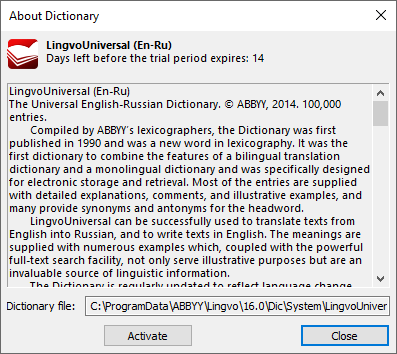 About Dictionary
LingvoUniversal (En-Ru)
Days left before the trial period expires: 14
LingvoUniversal (En-Ru)
The Universal English-Russian Dictionary. © ABBYY, 2014. 100,000
entries.
Compiled by ABBYY's lexicographers, the Dictionary was first
published in 1990 and was a new word in lexicography. It was the
first dictionary to combine the features of a bilingual translation
dictionary and a monolingual dictionary and was specifically designed
for electronic storage and retrieval. Most of the entries are supplied
with detailed explanations, comments, and illustrative examples, and
many provide synonyms and antonyms for the headword.
LingvoUniversal can be successfully used to translate texts from
English into Russian, and to write texts in English. The meanings are
supplied with numerous examples which, coupled with the powerful
full-text search facility, not only serve illustrative purposes but are an
invaluable source of linguistic information.
The Dictionary is regularly updated to reflect language change
Dictionary file: C:\ProgramData\ABBYY\Lingvo\16.0\Dic\System\LingvoUniver
Activate
Close